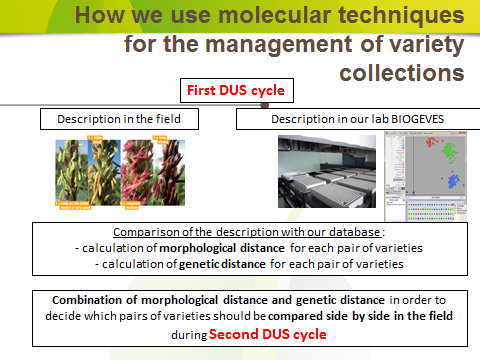 How we use molecular techniques
for the management of variety
collections
First DUS cycle
Description in the field
Description in our lab BIOGEVES
Comparison of the description with our database :
- calculation of morphological distance for each pair of varieties
- calculation of genetic distance for each pair of varieties
Combination of morphological distance and genetic distance in order to
decide which pairs of varieties should be compared side by side in the field
during Second DUS cycle